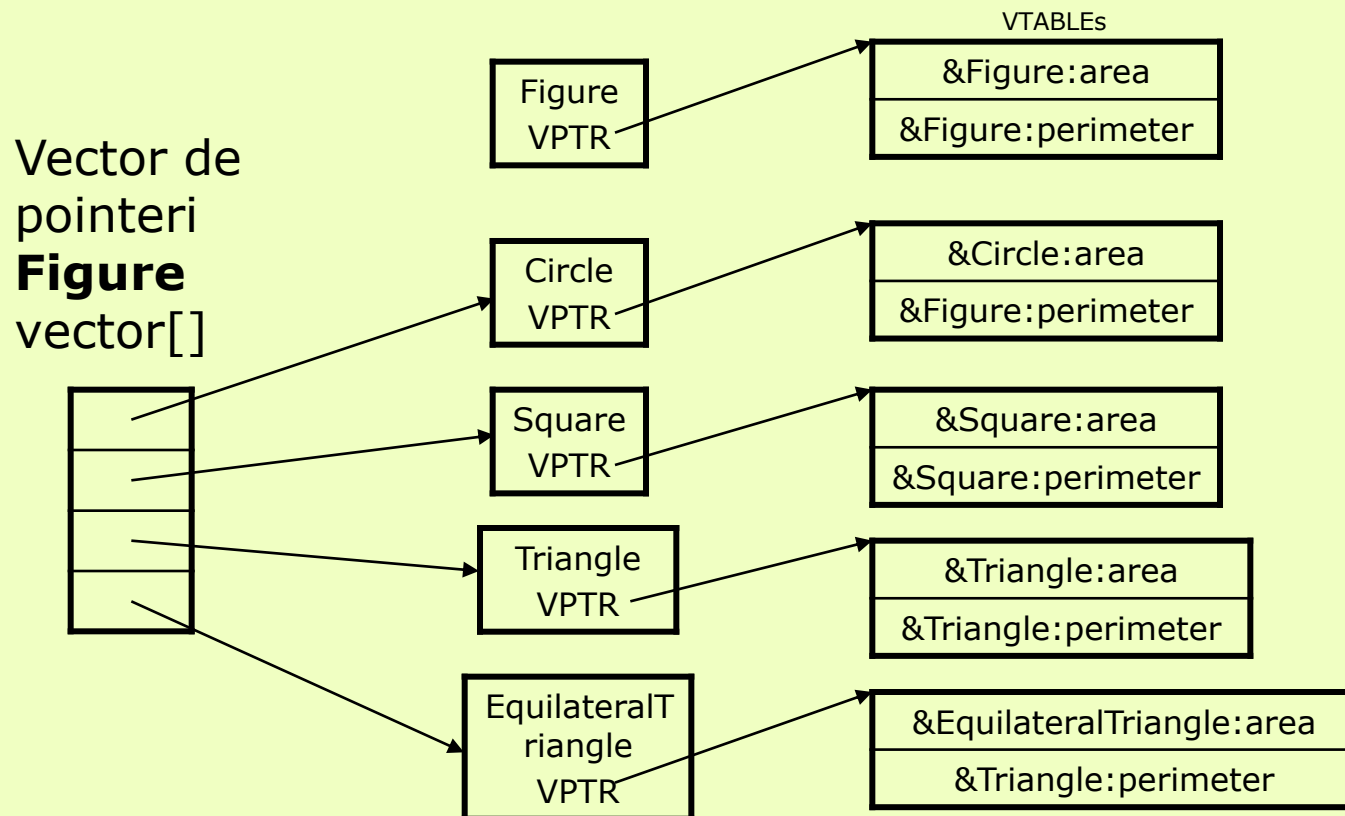 VTABLEs
Figure
VPTR
&Figure:area
&Figure:perimeter
Vector de
pointeri
Figure
vector[]
Circle
VPTR
&Circle:area
&Figure:perimeter
Square
VPTR
&Square:area
&Square:perimeter
Triangle
VPTR
&Triangle:area
&Triangle:perimeter
EquilateralT
riangle
VPTR
&EquilateralTriangle:area
&Triangle:perimeter